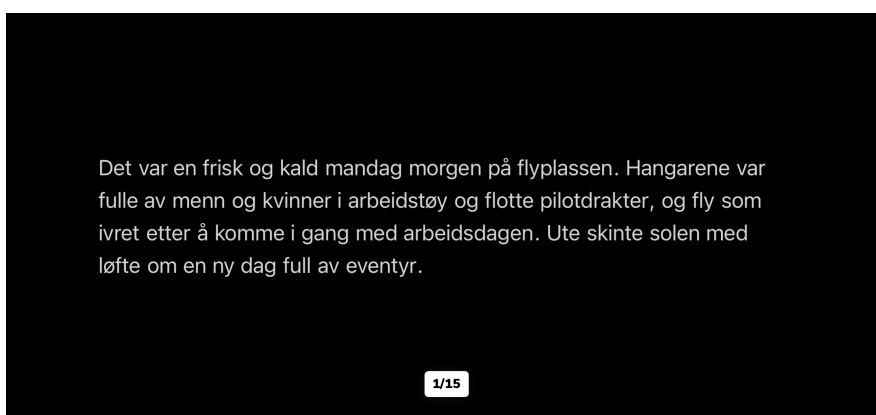 Det var en frisk og kald mandag morgen på flyplassen. Hangarene var
fulle av menn og kvinner i arbeidstøy og flotte pilotdrakter, og fly som
ivret etter å komme i gang med arbeidsdagen. Ute skinte solen med
løfte om en ny dag full av eventyr.
1/15